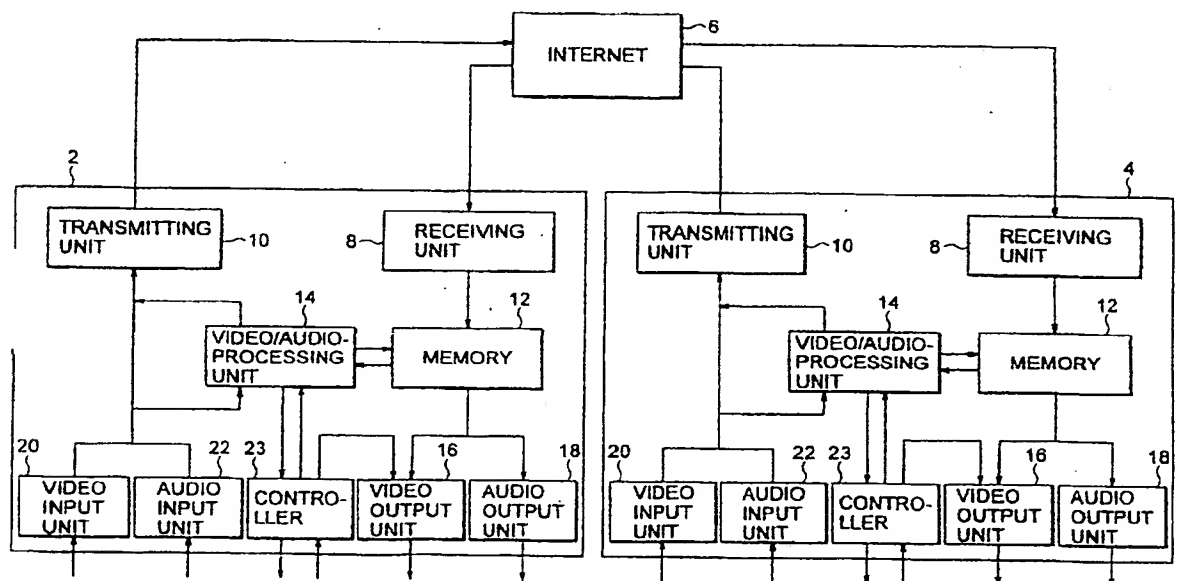 6
INTERNET
2
4
TRANSMITTING
UNIT
10
8
RECEIVING
UNIT
TRANSMITTING
UNIT
10
8
RECEIVING
UNIT
14
VIDEO/AUDIO-
PROCESSING
UNIT
12
MEMORY
14
VIDEO/AUDIO-
PROCESSING
UNIT
12
MEMORY
20
VIDEO
INPUT
UNIT
22
AUDIO
INPUT
UNIT
23
CONTRO-
LLER
16
VIDEO
OUTPUT
UNIT
18
AUDIO
OUTPUT
UNIT
20
VIDEO
INPUT
UNIT
22
AUDIO
INPUT
UNIT
23
CONTRO-
LLER
16
VIDEO
OUTPUT
UNIT
18
AUDIO
OUTPUT
UNIT